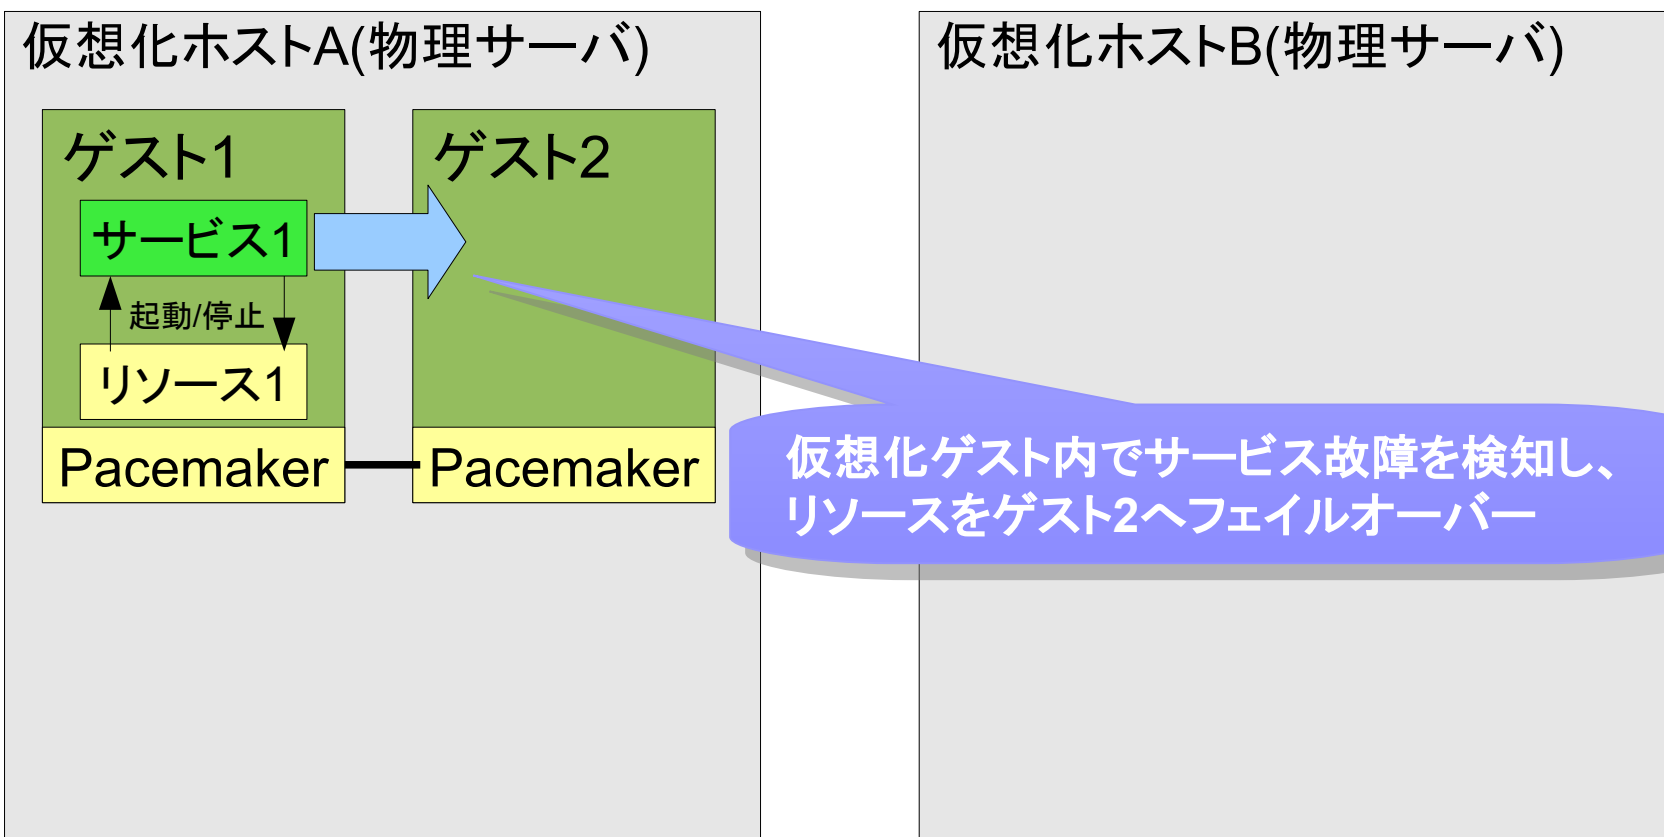 仮想化ホストA(物理サーバ)
仮想化ホストB(物理サーバ)
ゲスト1
ゲスト2
サービス1
起動/停止
リソース1
Pacemaker
Pacemaker
仮想化ゲスト内でサービス故障を検知し、
リソースをゲスト2へフェイルオーバー